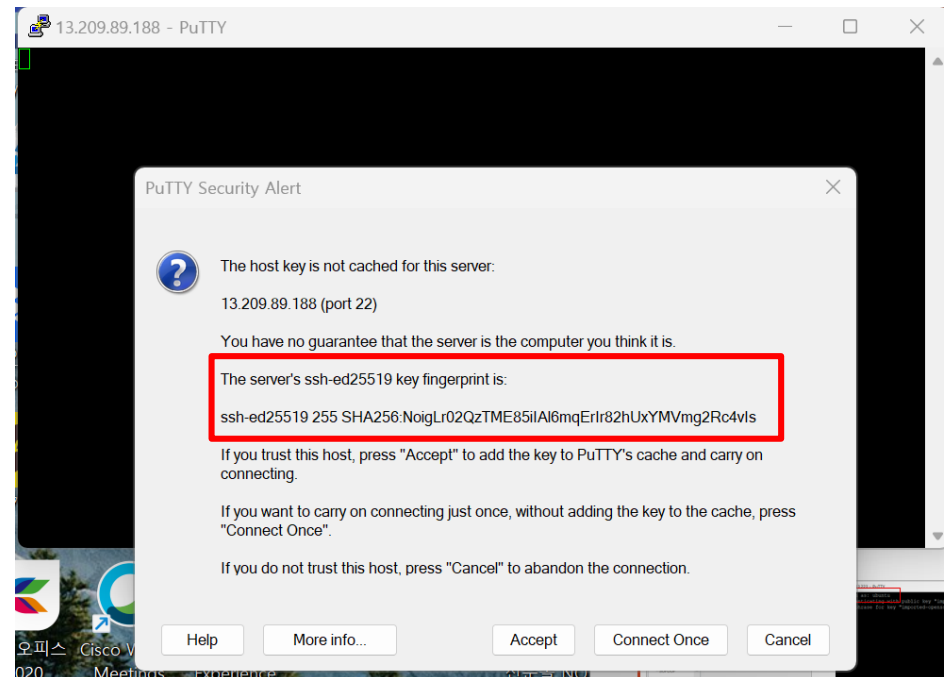 13.209.89.188 - PuTTY
PuTTY Security Alert
The host key is not cached for this server:
13.209.89.188 (port 22)
You have no guarantee that the server is the computer you think it is.
The server's ssh-ed25519 key fingerprint is:
ssh-ed25519 255 SHA256:NoigLr02QzTME85iIAl6mqErIr82hUxYMVmg2Rc4vIs
If you trust this host, press "Accept" to add the key to PuTTY's cache and carry on
connecting.
If you want to carry on connecting just once, without adding the key to the cache, press
"Connect Once".
If you do not trust this host, press "Cancel" to abandon the connection.
Help
More info...
Accept
Connect Once
Cancel
오피스
Cisco
020
Meetings